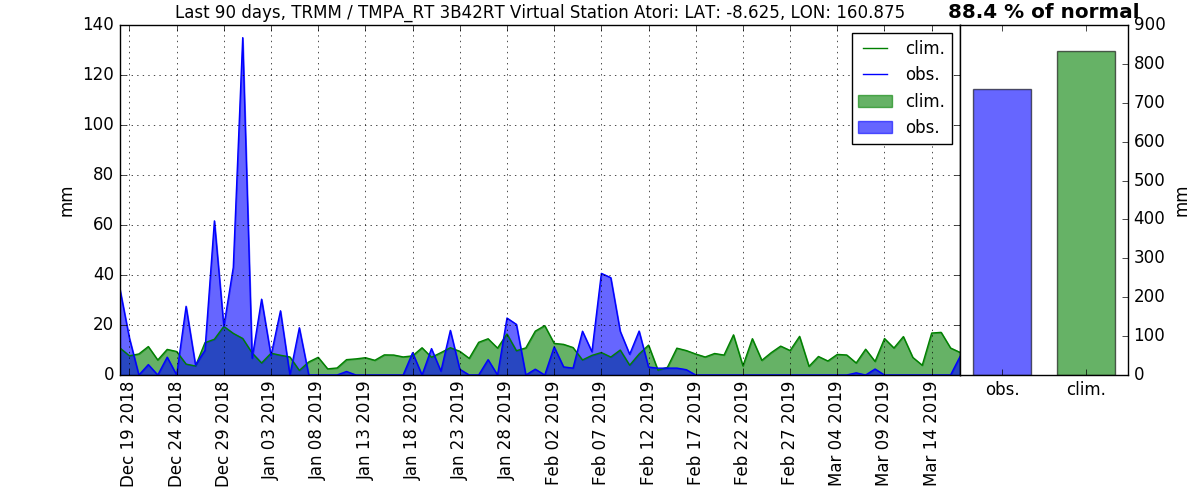 Last 90 days, TRMM / TMPA_RT 3B42RT Virtual Station Atori: LAT: -8.625, LON: 160.875
88.4 % of normal
140
120
100
80
60
40
20
0
mm
clim.
obs.
clim.
obs.
Dec 19 2018
Dec 24 2018
Dec 29 2018
Jan 03 2019
Jan 08 2019
Jan 13 2019
Jan 18 2019
Jan 23 2019
Jan 28 2019
Feb 02 2019
Feb 07 2019
Feb 12 2019
Feb 17 2019
Feb 22 2019
Feb 27 2019
Mar 04 2019
Mar 09 2019
Mar 14 2019
900
800
700
600
500
400
300
200
100
0
mm
obs.
clim.